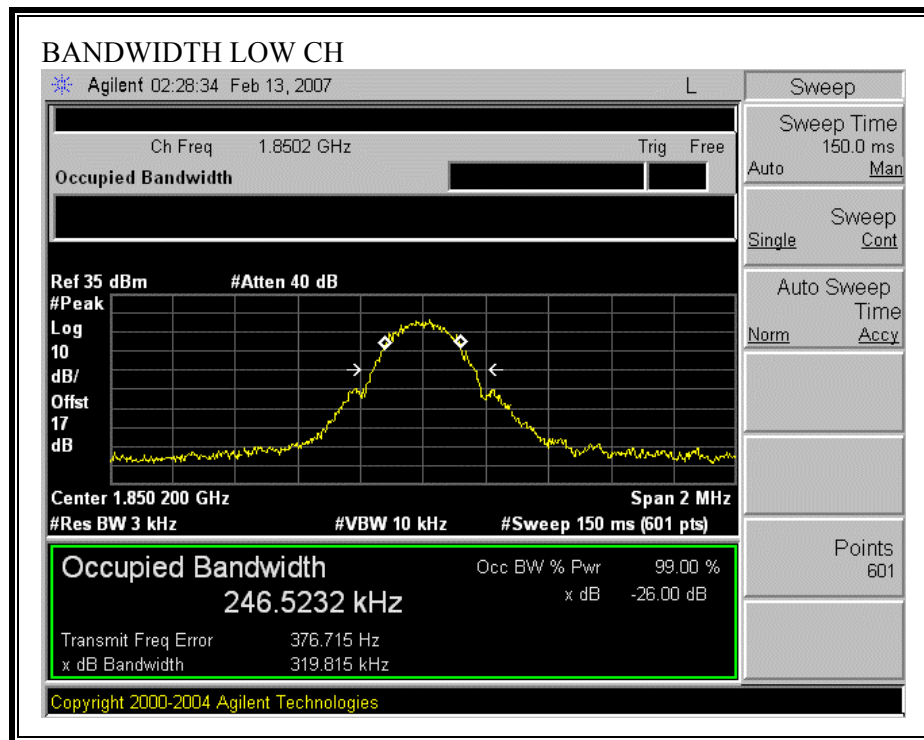 BANDWIDTH LOW CH
Agilent 02:28:34 Feb 13, 2007 L
Sweep
Ch Freq 1.8502 GHz Trig Free
Occupied Bandwidth
Sweep Time
150.0 ms
Auto Man
Sweep
Single Cont
Auto Sweep
Time
Norm Accy
Ref 35 dBm #Atten 40 dB
#Peak
Log
10
dB/
Offst
17
dB
Center 1.850 200 GHz Span 2 MHz
#Res BW 3 kHz #VBW 10 kHz #Sweep 150 ms (601 pts)
Points
601
Occupied Bandwidth
246.5232 kHz
Occ BW % Pwr 99.00 %
x dB -26.00 dB
Transmit Freq Error 376.715 Hz
x dB Bandwidth 319.815 kHz
Copyright 2000-2004 Agilent Technologies